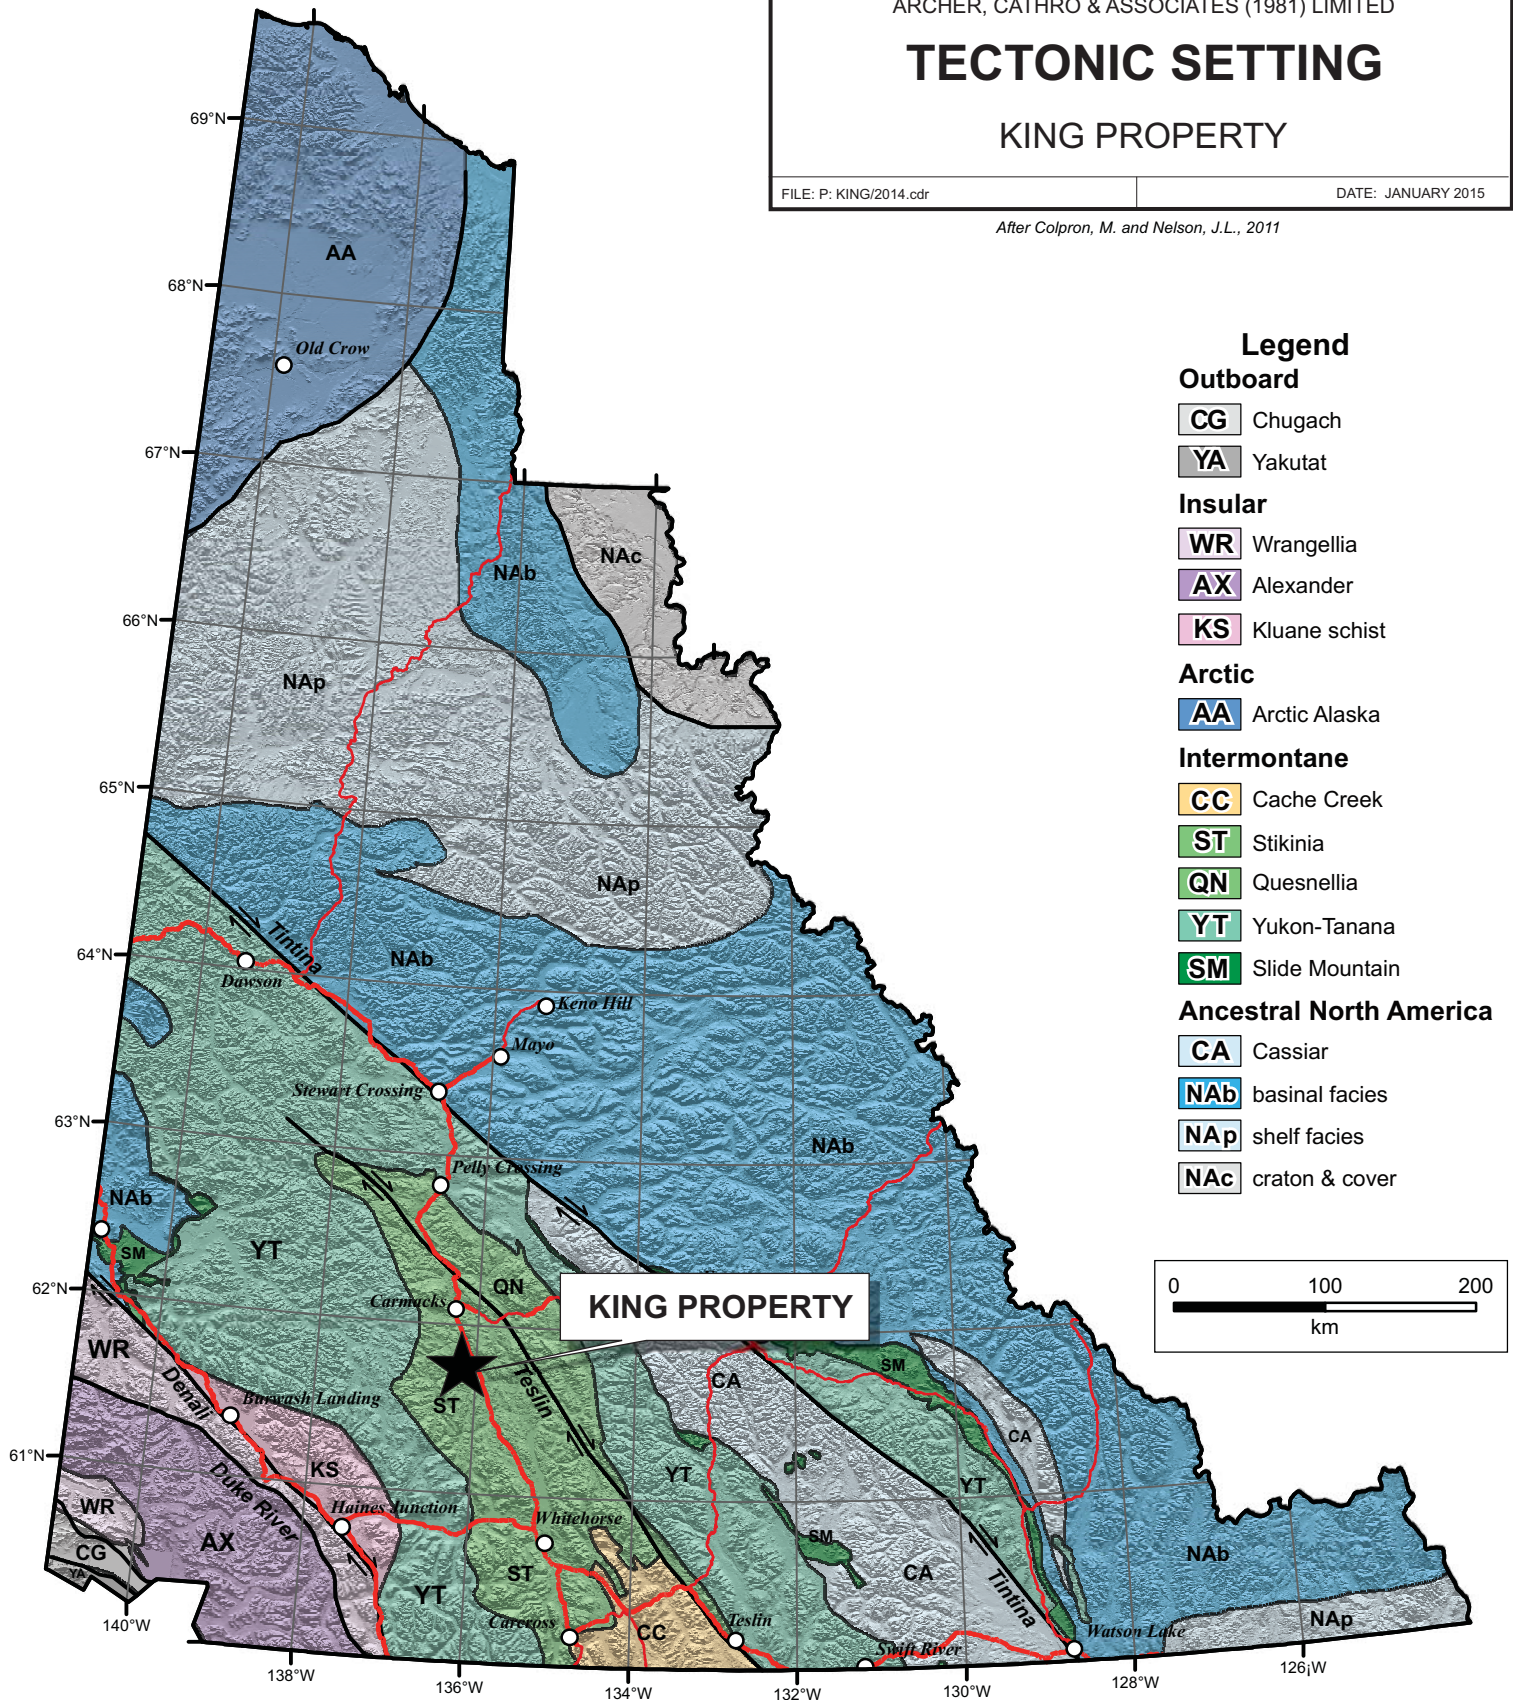 ARCHER, CATHRO & ASSOCIATES (1981) LIMITED
TECTONIC SETTING
KING PROPERTY
FILE: P: KING/2014.cdr
DATE: JANUARY 2015
After Colpron, M. and Nelson, J.L., 2011
69°N
AA
68°N
Old Crow
67°N
NAc
NAb
66°N
NAp
65°N
NAp
Tintina
64°N
NAb
Dawson
Keno Hill
Mayo
Stewart Crossing
63°N
NAb
Pelly Crossing
NAb
SM
YT
62°N
QN
Carmacks
KING PROPERTY
WR
Denali
Burwash Landing
ST
Teslin
CA
SM
CA
61°N
Duke River
KS
YT
YT
WR
Haines Junction
Whitehorse
SM
AX
CG
YA
ST
CA
NAb
YT
Tintina
140°W
Carcross
CC
Teslin
Swift River
Watson Lake
NAp
138°W
136°W
134°W
132°W
130°W
128°W
126°W
Legend
Outboard
CG Chugach
YA Yakutat
Insular
WR Wrangellia
AX Alexander
KS Kluane schist
Arctic
AA Arctic Alaska
Intermontane
CC Cache Creek
ST Stikinia
QN Quesnellia
YT Yukon-Tanana
SM Slide Mountain
Ancestral North America
CA Cassiar
NAb basinal facies
NAp shelf facies
NAc craton & cover
0 100 200
km